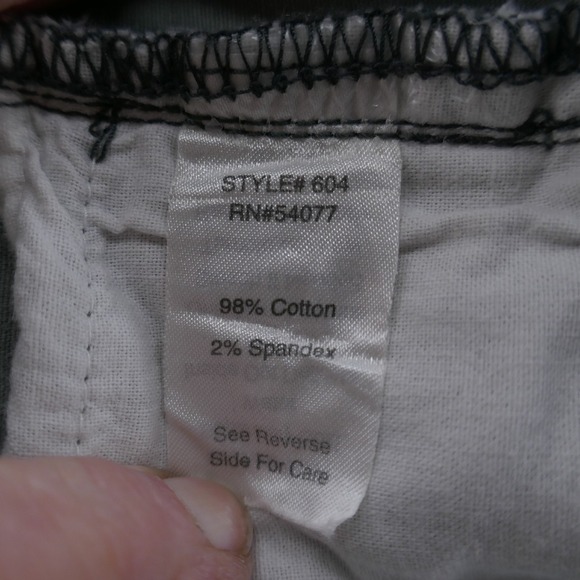 STYLE# 604
RN#54077
98% Cotton
2% Spandex
See Reverse
Side For Care